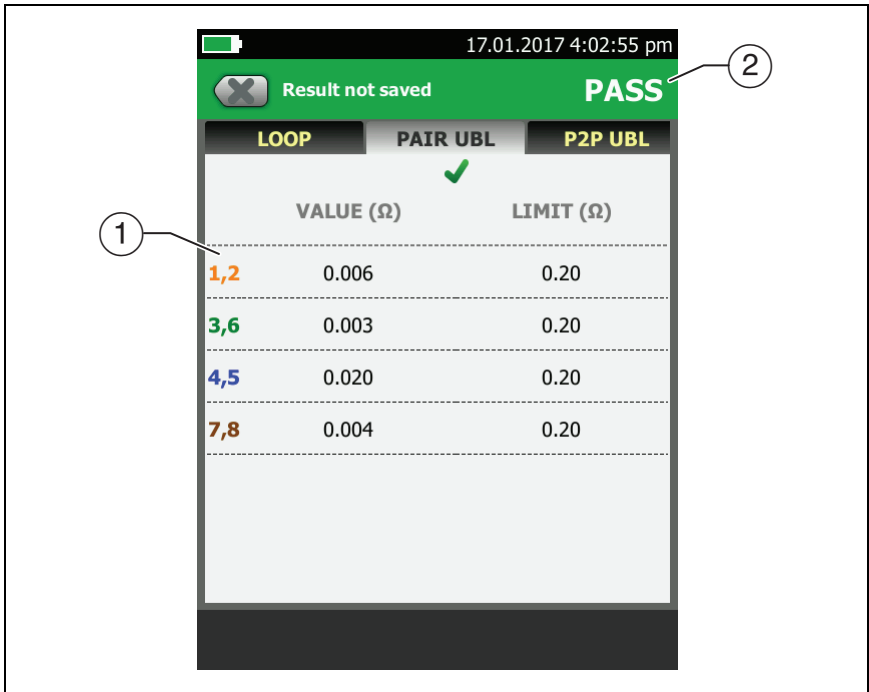 17.01.2017 4:02:55 pm
Result not saved PASS
2
LOOP PAIR UBL P2P UBL
VALUE (Ω) LIMIT (Ω)
1
1,2 0.006 0.20
3,6 0.003 0.20
4,5 0.020 0.20
7,8 0.004 0.20